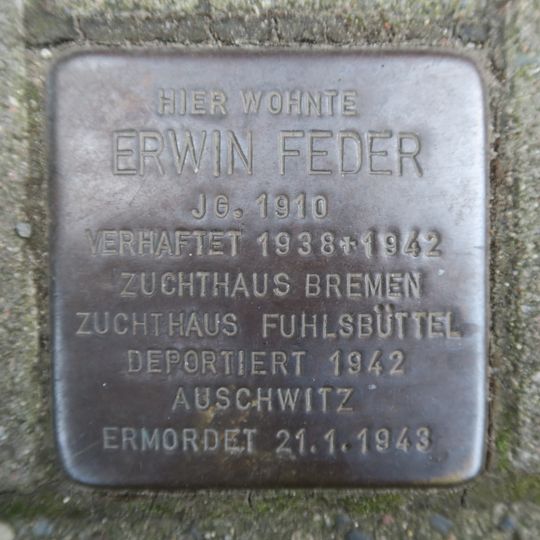 HIER WOHNTE
ERWIN FEDER
JG. 1910
VERHAFTET 1938+1942
ZUCHTHAUS BREMEN
ZUCHTHAUS FUHLSBÜTTEL
DEPORTIERT 1942
AUSCHWITZ
ERMORDET 21.1.1943